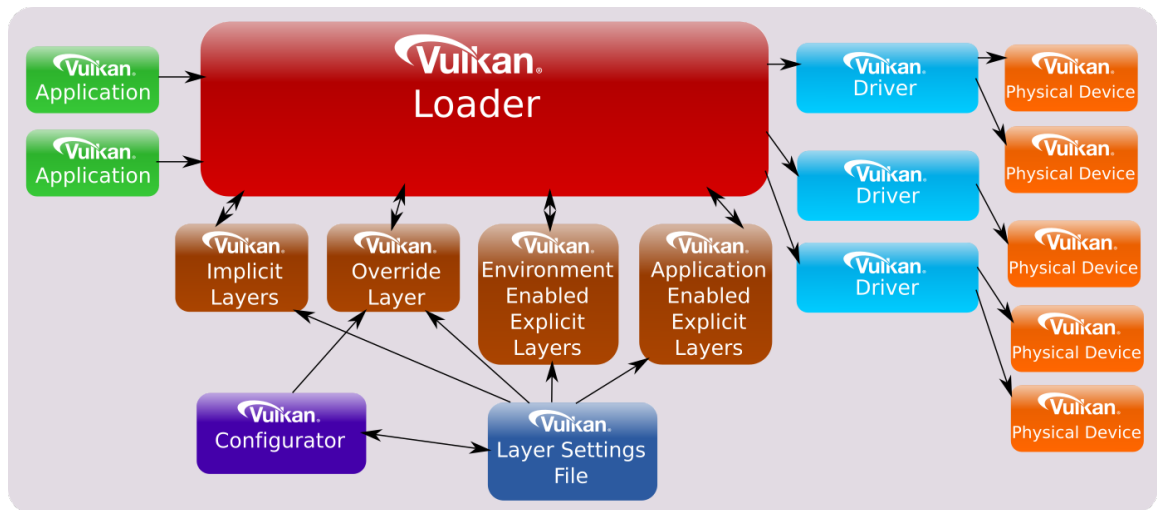 Vulkan®
Application
Vulkan®
Application
Vulkan®
Loader
Vulkan®
Driver
Vulkan®
Driver
Vulkan®
Driver
Vulkan®
Physical Device
Vulkan®
Physical Device
Vulkan®
Physical Device
Vulkan®
Physical Device
Vulkan®
Physical Device
Vulkan®
Implicit
Layers
Vulkan®
Override
Layer
Vulkan®
Environment
Enabled
Explicit
Layers
Vulkan®
Application
Enabled
Explicit
Layers
Vulkan®
Configurator
Vulkan®
Layer Settings
File